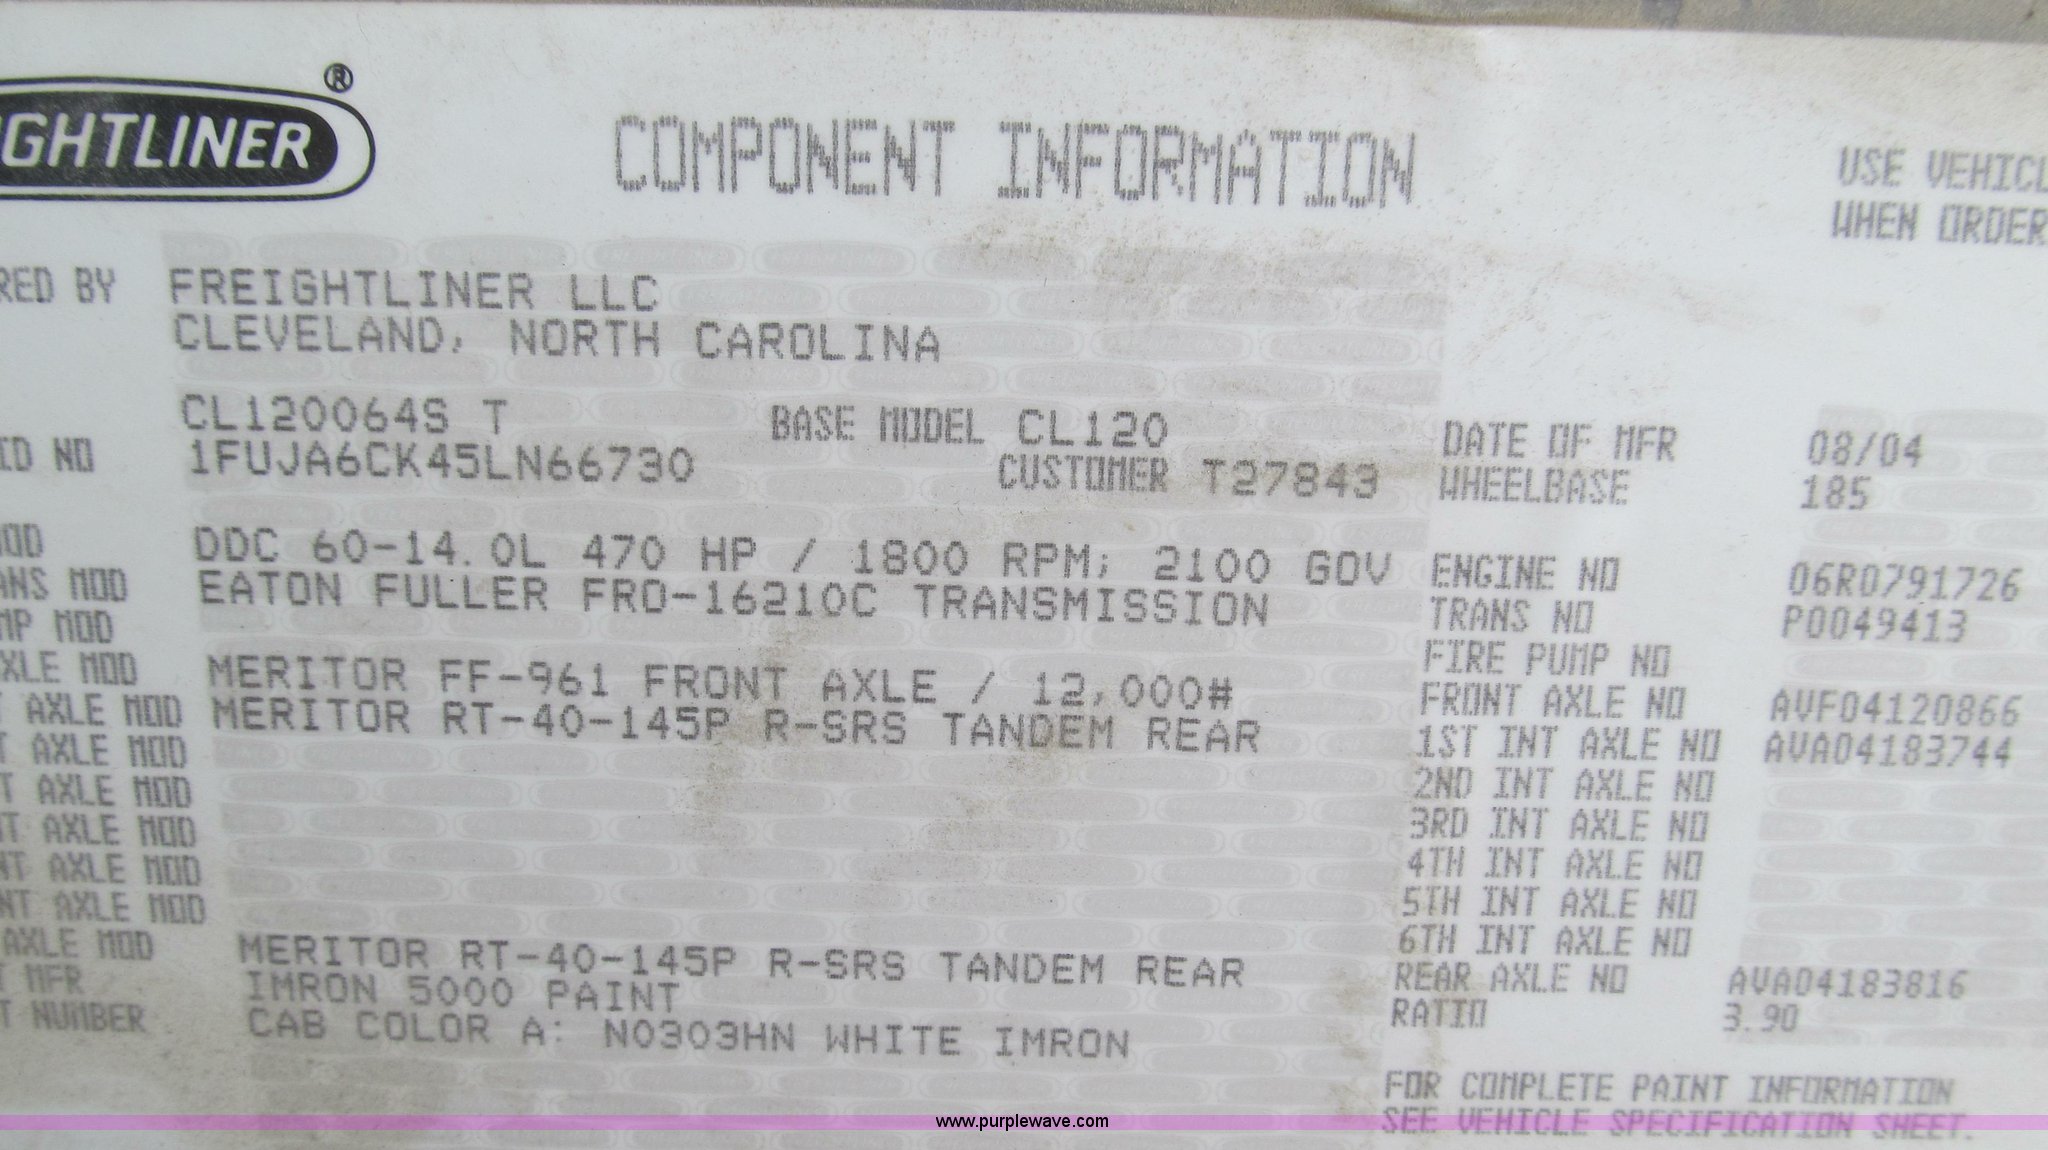 GHTLINER ®
COMPONENT INFORMATION
USE VEHICL
WHEN ORDER
RED BY FREIGHTLINER LLC
CLEVELAND, NORTH CAROLINA
CL120064S T BASE MODEL CL120 DATE OF MFR 08/04
ID NO 1FUJA6CK45LN66730 CUSTOMER T27843 WHEELBASE 185
MOD DDC 60-14.0L 470 HP / 1800 RPM; 2100 GOV ENGINE NO 06R0791726
ANS MOD EATON FULLER FRO-16210C TRANSMISSION TRANS NO P0049413
MP MOD FIRE PUMP NO
XLE MOD MERITOR FF-961 FRONT AXLE / 12,000# FRONT AXLE NO AVF04120866
T AXLE MOD MERITOR RT-40-145P R-SRS TANDEM REAR 1ST INT AXLE NO AVA04183744
T AXLE MOD 2ND INT AXLE NO
T AXLE MOD 3RD INT AXLE NO
NT AXLE MOD 4TH INT AXLE NO
NT AXLE MOD 5TH INT AXLE NO
NT AXLE MOD 6TH INT AXLE NO
AXLE MOD MERITOR RT-40-145P R-SRS TANDEM REAR REAR AXLE NO AVA04183816
T MFR IMRON 5000 PAINT RATIO 3.90
T NUMBER CAB COLOR A: N0303HN WHITE IMRON
FOR COMPLETE PAINT INFORMATION
SEE VEHICLE SPECIFICATION SHEET.
www.purplewave.com